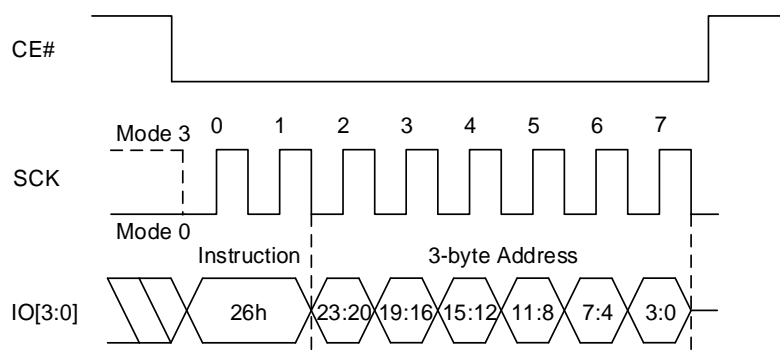 CE#
Mode 3 0 1 2 3 4 5 6 7
SCK
Mode 0
Instruction 3-byte Address
IO[3:0] 26h 23:20 19:16 15:12 11:8 7:4 3:0